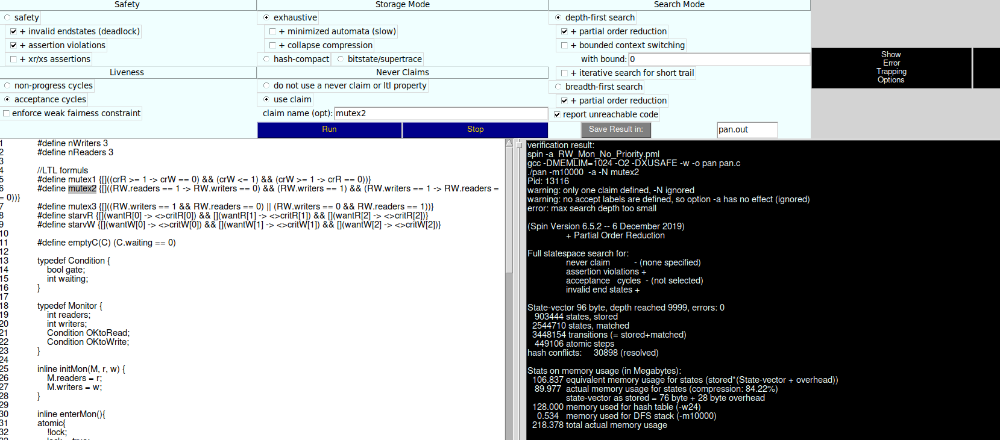 Safety
safety
+ invalid endstates (deadlock)
+ assertion violations
+ xr/xs assertions
Liveness
non-progress cycles
acceptance cycles
enforce weak fairness constraint
Storage Mode
exhaustive
+ minimized automata (slow)
+ collapse compression
hash-compact bitstate/supertrace
Never Claims
do not use a never claim or ltl property
use claim
claim name (opt): mutex2
Run Stop
Search Mode
depth-first search
+ partial order reduction
+ bounded context switching
with bound: 0
+ iterative search for short trail
breadth-first search
+ partial order reduction
report unreachable code
Save Result in: pan.out
Show
Error
Trapping
Options
1 #define nWriters 3
2 #define nReaders 3
3
4 //LTL formuls
5 #define mutex1 {[]((crR >= 1 -> crW == 0) && (crW <= 1) && (crW >= 1 -> crR == 0))}
6 #define mutex2 {[]((RW.readers == 1 -> RW.writers == 0) && (RW.writers == 1) && (RW.writers == 1 -> RW.readers =
= 0))}
7 #define mutex3 {[]((RW.writers == 1 && RW.readers == 0) || (RW.writers == 0 && RW.readers == 1))}
8 #define starvR {[](wantR[0] -> <>critR[0]) && [](wantR[1] -> <>critR[1]) && [](wantR[2] -> <>critR[2])}
9 #define starvW {[](wantW[0] -> <>critW[0]) && [](wantW[1] -> <>critW[1]) && [](wantW[2] -> <>critW[2])}
10
11 #define emptyC(C) (C.waiting == 0)
12
13 typedef Condition {
14 bool gate;
15 int waiting;
16 }
17
18 typedef Monitor {
19 int readers;
20 int writers;
21 Condition OKtoRead;
22 Condition OKtoWrite;
23 }
24
25 inline initMon(M, r, w) {
26 M.readers = r;
27 M.writers = w;
28 }
29
30 inline enterMon(){
31 atomic{
32 !lock;
verification result:
spin -a RW_Mon_No_Priority.pml
gcc -DMEMLIM=1024 -O2 -DXUSAFE -w -o pan pan.c
./pan -m10000 -a -N mutex2
Pid: 13116
warning: only one claim defined, -N ignored
warning: no accept labels are defined, so option -a has no effect (ignored)
error: max search depth too small
(Spin Version 6.5.2 -- 6 December 2019)
+ Partial Order Reduction
Full statespace search for:
never claim - (none specified)
assertion violations +
acceptance cycles - (not selected)
invalid end states +
State-vector 96 byte, depth reached 9999, errors: 0
903444 states, stored
2544710 states, matched
3448154 transitions (= stored+matched)
449106 atomic steps
hash conflicts: 30898 (resolved)
Stats on memory usage (in Megabytes):
106.837 equivalent memory usage for states (stored*(State-vector + overhead))
89.977 actual memory usage for states (compression: 84.22%)
state-vector as stored = 76 byte + 28 byte overhead
128.000 memory used for hash table (-w24)
0.534 memory used for DFS stack (-m10000)
218.378 total actual memory usage